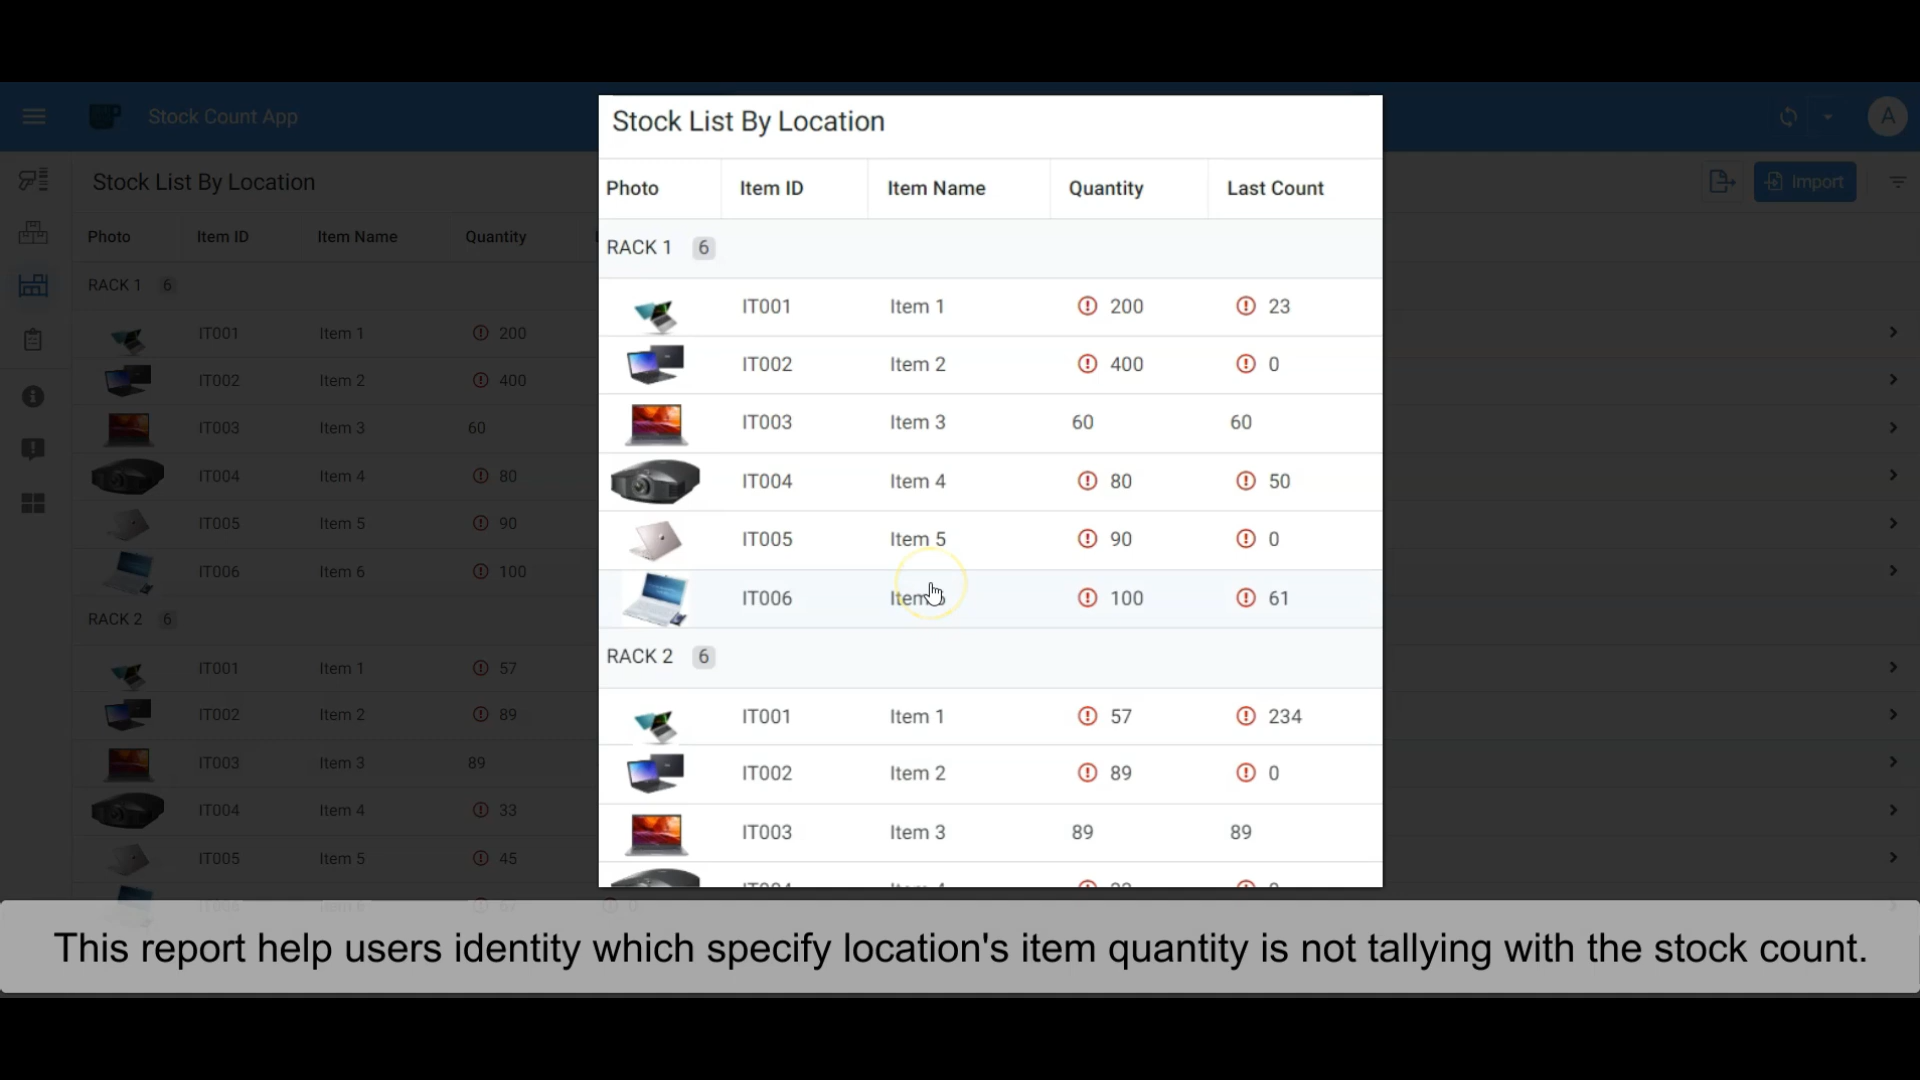 Stock Count App
A
Stock List By Location
Import
Photo Item ID Item Name Quantity
RACK 1 6
IT001 Item 1 200
IT002 Item 2 400
IT003 Item 3 60
IT004 Item 4 80
IT005 Item 5 90
IT006 Item 6 100
RACK 2 6
IT001 Item 1 57
IT002 Item 2 89
IT003 Item 3 89
IT004 Item 4 33
IT005 Item 5 45
Stock List By Location
Photo Item ID Item Name Quantity Last Count
RACK 1 6
IT001 Item 1 200 23
IT002 Item 2 400 0
IT003 Item 3 60 60
IT004 Item 4 80 50
IT005 Item 5 90 0
IT006 Item 100 61
RACK 2 6
IT001 Item 1 57 234
IT002 Item 2 89 0
IT003 Item 3 89 89
This report help users identity which specify location's item quantity is not tallying with the stock count.